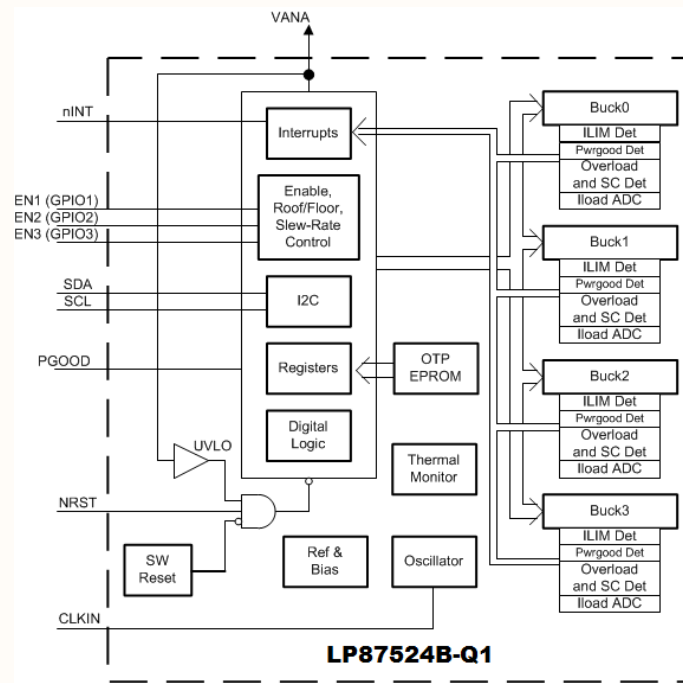 VANA
nINT
Interrupts
EN1 (GPIO1)
EN2 (GPIO2)
EN3 (GPIO3)
Enable,
Roof/Floor,
Slew-Rate
Control
SDA
SCL
I2C
PGOOD
Registers
OTP
EPROM
Digital
Logic
UVLO
Thermal
Monitor
NRST
SW
Reset
Ref &
Bias
Oscillator
CLKIN
Buck0
ILIM Det
Pwrgood Det
Overload
and SC Det
Iload ADC
Buck1
ILIM Det
Pwrgood Det
Overload
and SC Det
Iload ADC
Buck2
ILIM Det
Pwrgood Det
Overload
and SC Det
Iload ADC
Buck3
ILIM Det
Pwrgood Det
Overload
and SC Det
Iload ADC
LP87524B-Q1